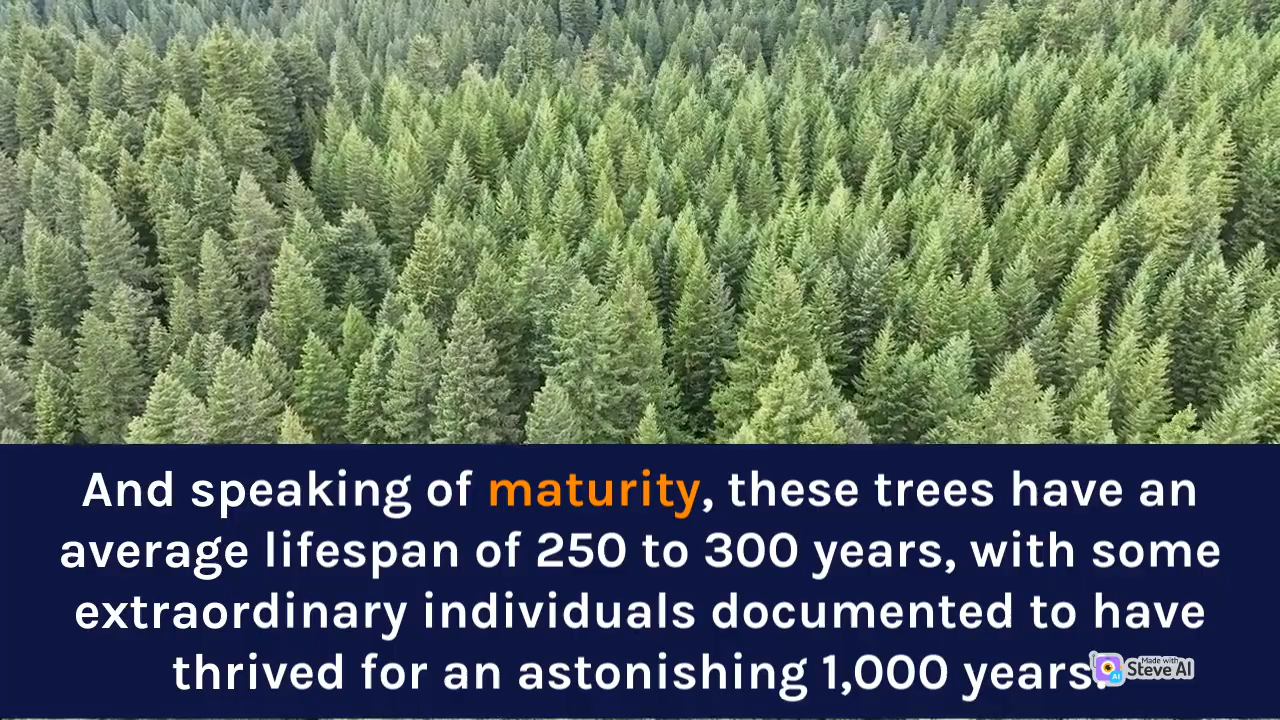 And speaking of maturity, these trees have an
average lifespan of 250 to 300 years, with some
extraordinary individuals documented to have
thrived for an astonishing 1,000 years.
Made with
Steve AI